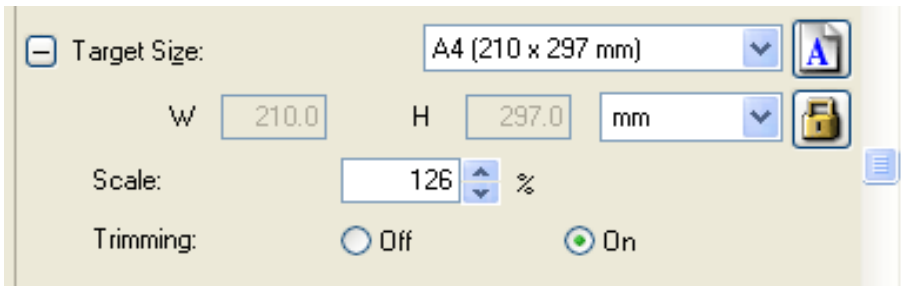 Target Size: A4 (210 x 297 mm) A
W 210.0 H 297.0 mm
Scale: 126 %
Trimming: Off On